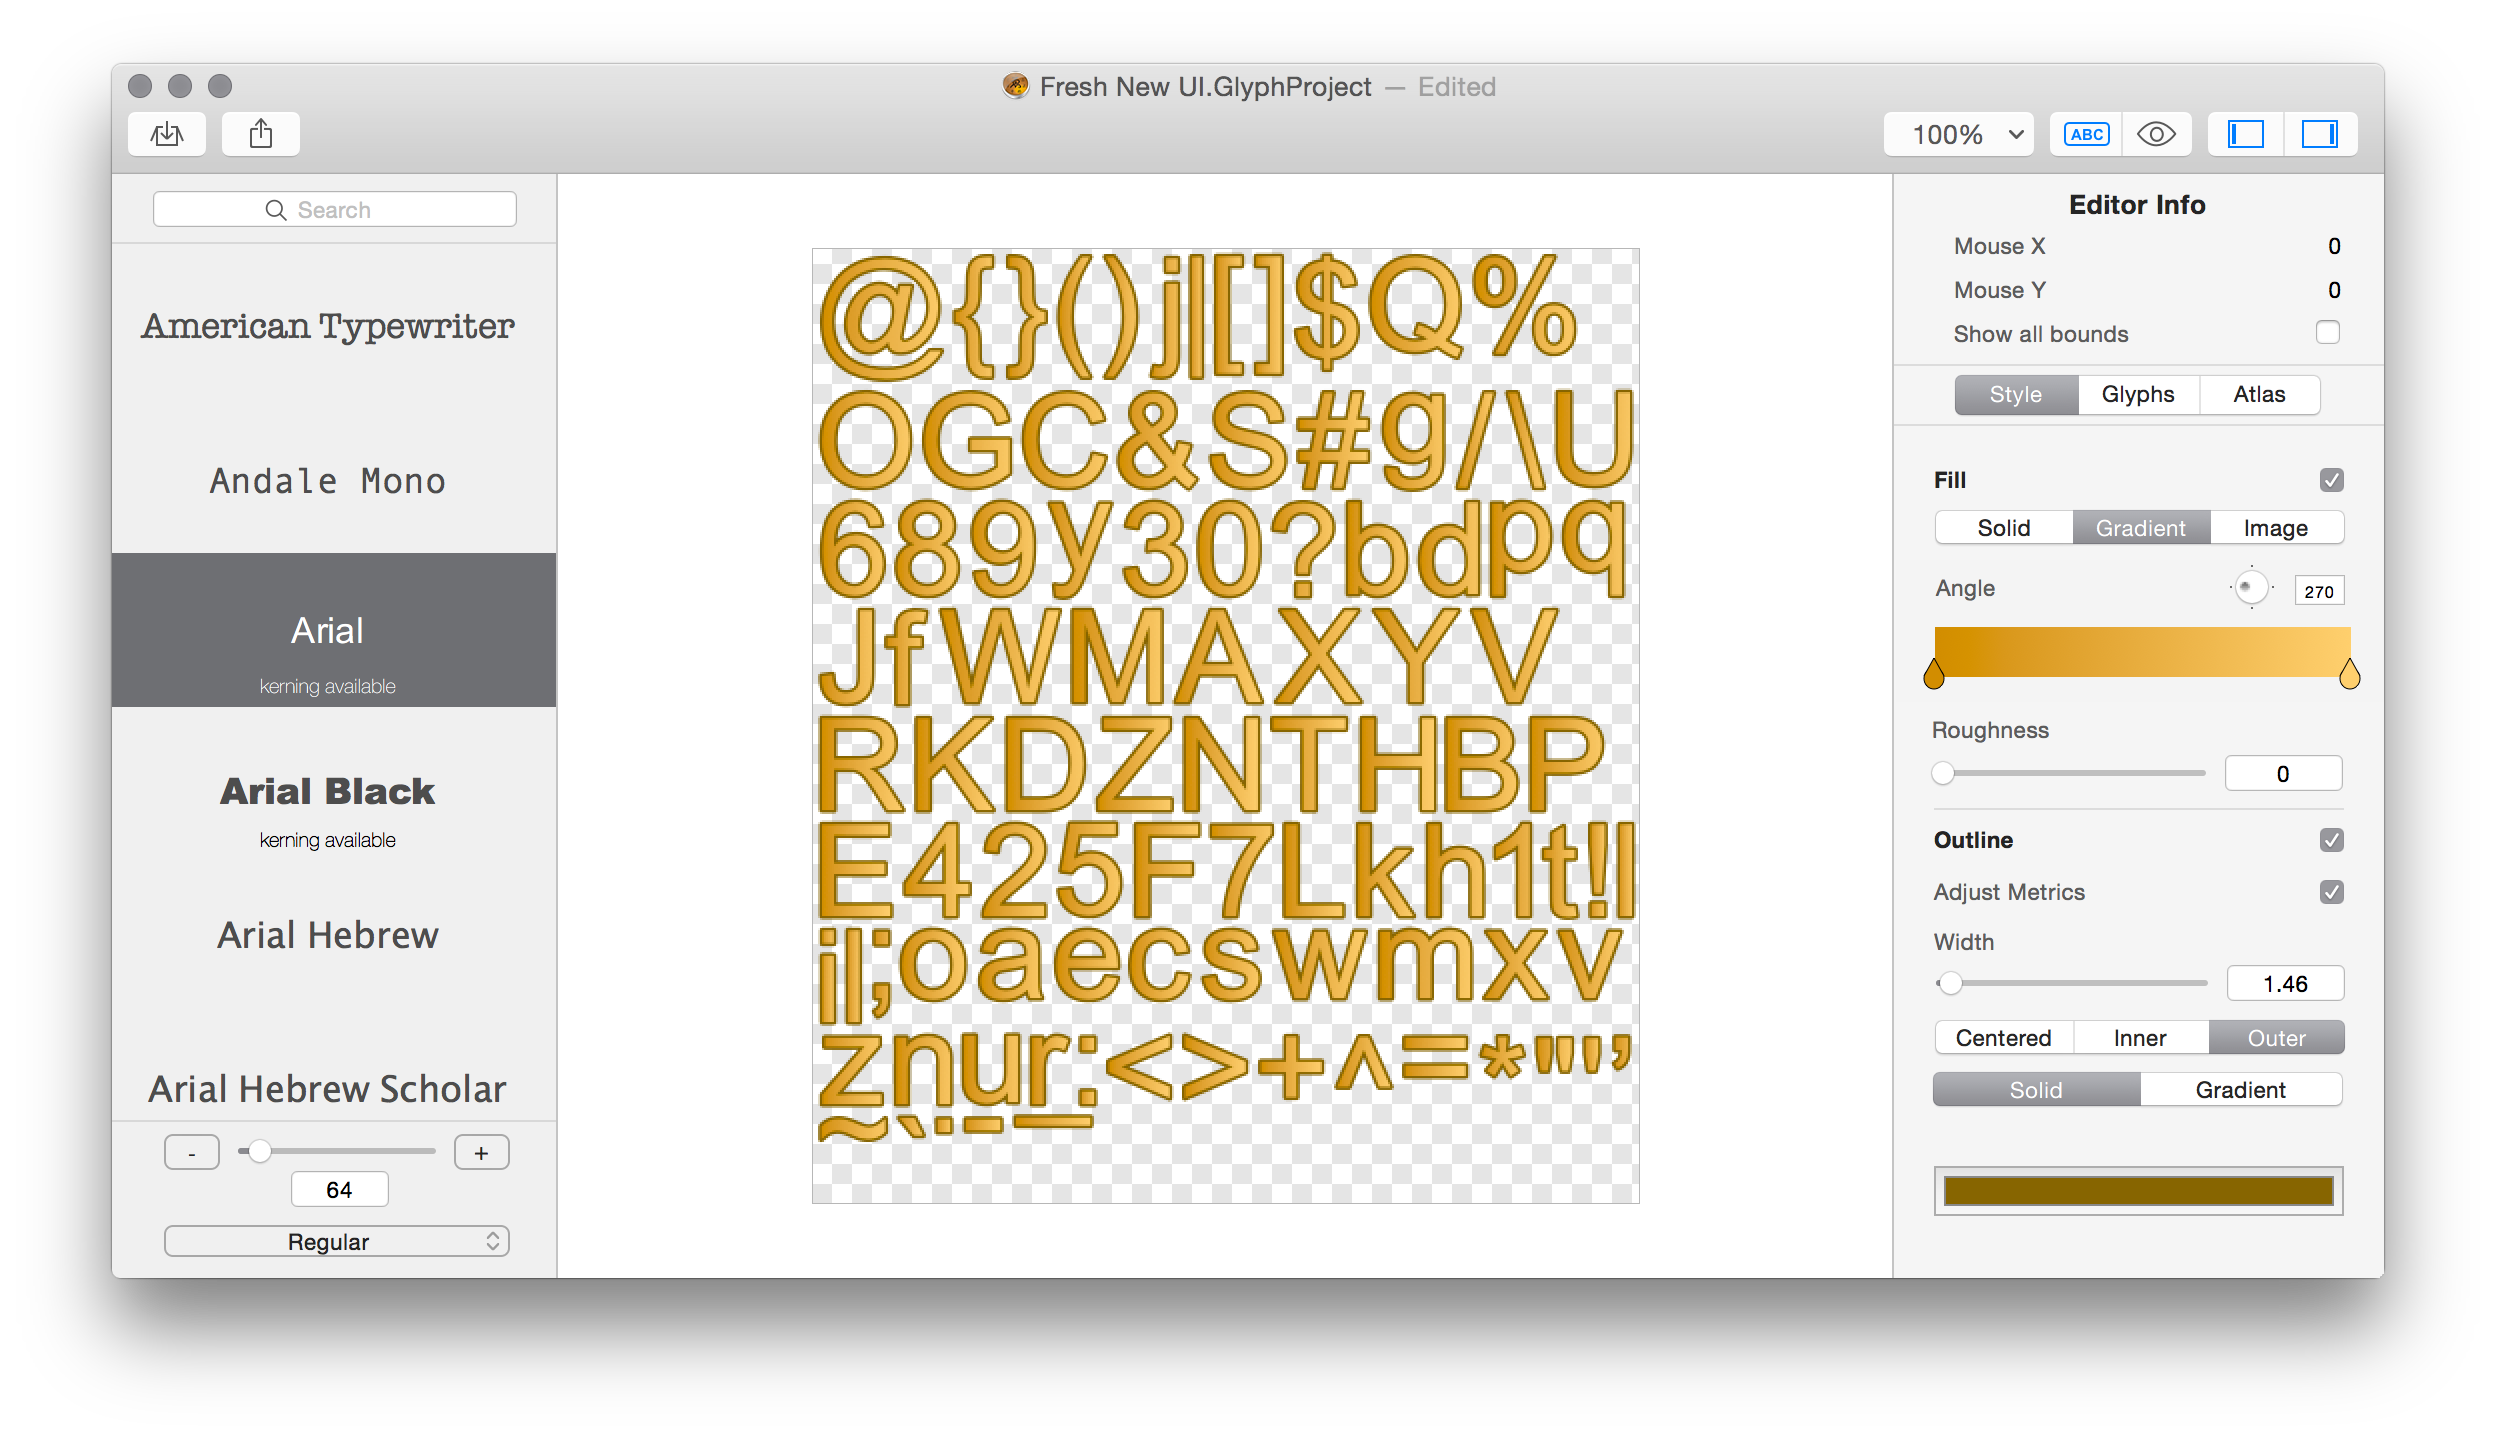 Fresh New UI.GlyphProject — Edited
100%
ABC
Search
American Typewriter
Andale Mono
Arial
kerning available
Arial Black
kerning available
Arial Hebrew
Arial Hebrew Scholar
-
+
64
Regular
@{}()j|[]$Q%
OGC&S#g/\U
689y30?bdpq
JfWMAXYV
RKDZNTHBP
E425F7Lkh1t!l
iI;oaecswmxv
znur:<>+^=*"'’
~`.-_
Editor Info
Mouse X 0
Mouse Y 0
Show all bounds
Style Glyphs Atlas
Fill
Solid Gradient Image
Angle 270
Roughness
0
Outline
Adjust Metrics
Width
1.46
Centered Inner Outer
Solid Gradient